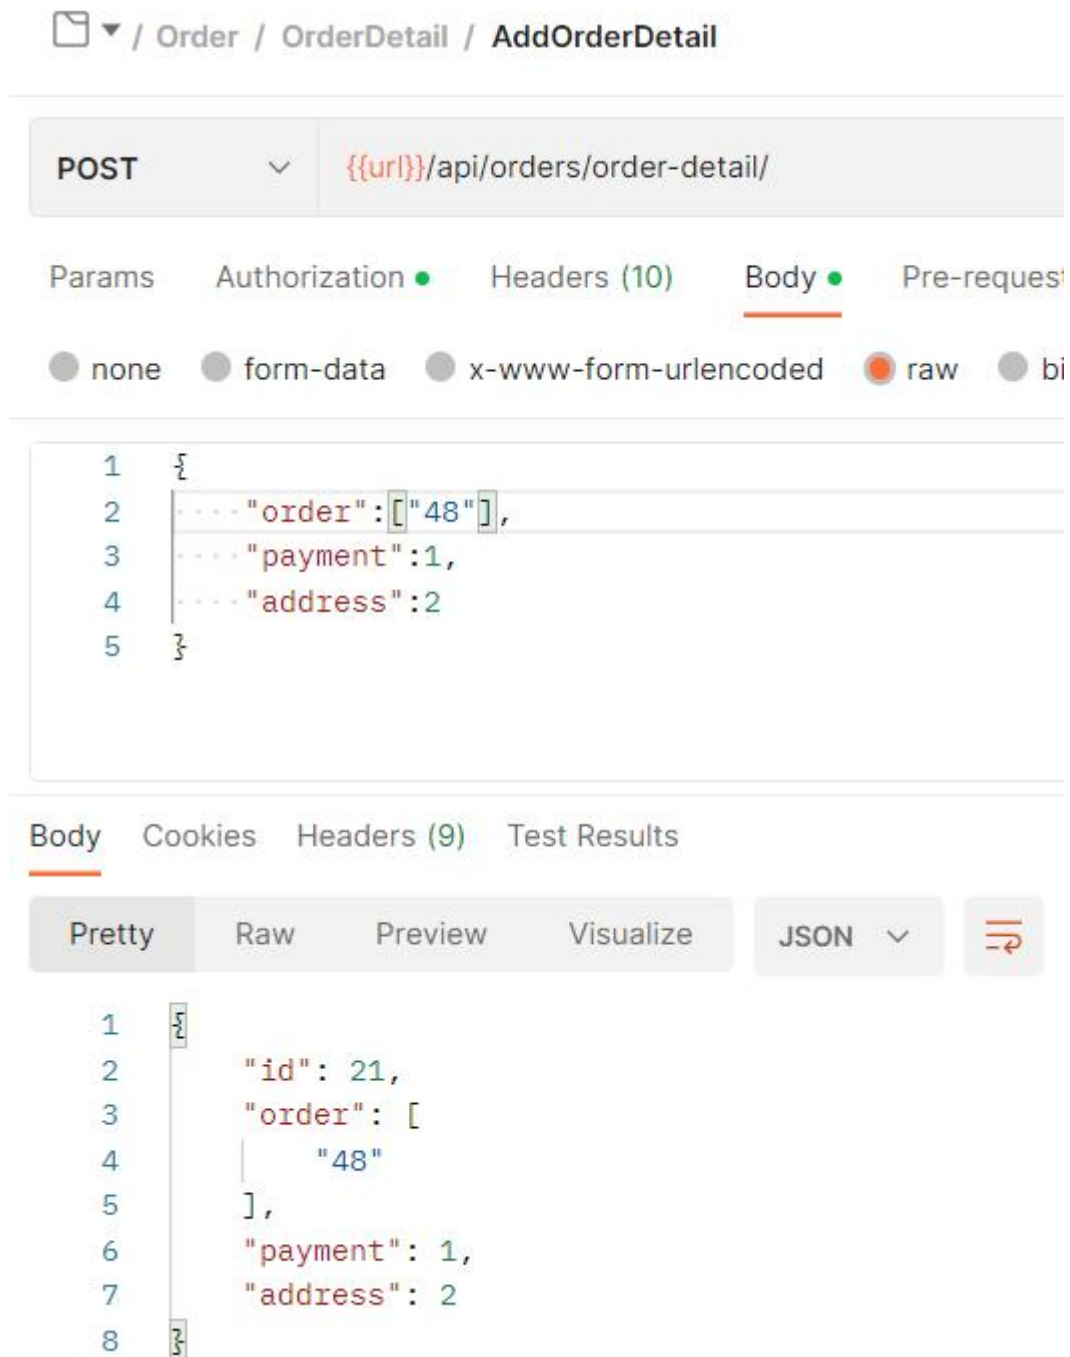 / Order / OrderDetail / AddOrderDetail
POST {{url}}/api/orders/order-detail/
Params Authorization Headers (10) Body Pre-request
none form-data x-www-form-urlencoded raw bi
1 {
2 "order":["48"],
3 "payment":1,
4 "address":2
5 }
Body Cookies Headers (9) Test Results
Pretty Raw Preview Visualize JSON
1 {
2 "id": 21,
3 "order": [
4 "48"
5 ],
6 "payment": 1,
7 "address": 2
8 }